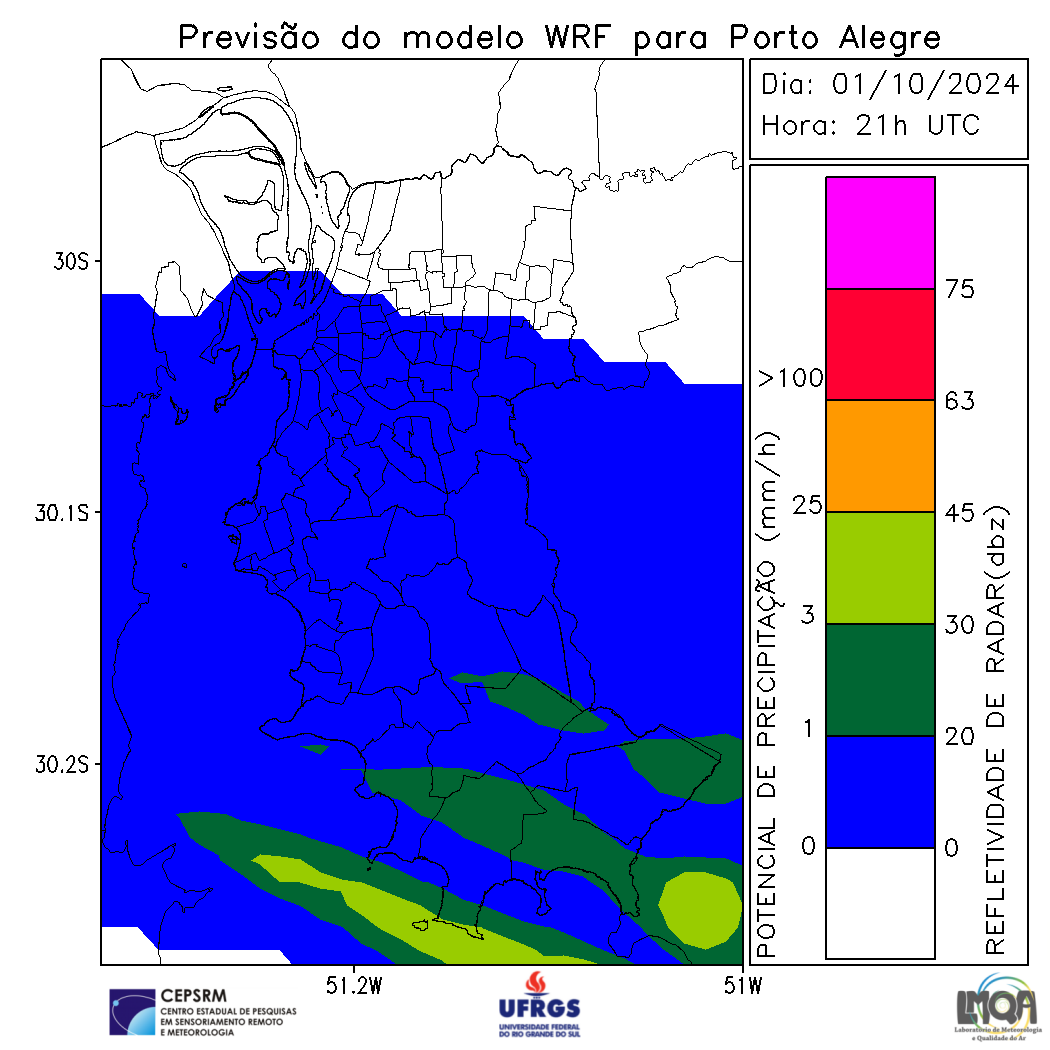 Previsão do modelo WRF para Porto Alegre
Dia: 01/10/2024
Hora: 21h UTC
30S
30.1S
30.2S
51.2W
51W
POTENCIAL DE PRECIPITAÇÃO (mm/h)
>100
25
3
1
0
75
63
45
30
20
0
REFLETIVIDADE DE RADAR(dbz)
CEPSRM
CENTRO ESTADUAL DE PESQUISAS
EM SENSORIAMENTO REMOTO
E METEOROLOGIA
UFRGS
UNIVERSIDADE FEDERAL
DO RIO GRANDE DO SUL
LMQA
Laboratório de Meteorologia
e Qualidade do Ar